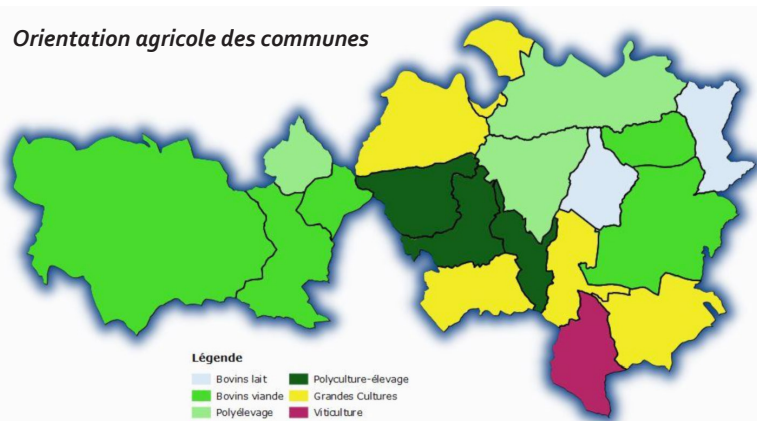 Orientation agricole des communes
Légende
Bovins lait
Bovins viande
Polyélevage
Polyculture-élevage
Grandes Cultures
Viticulture